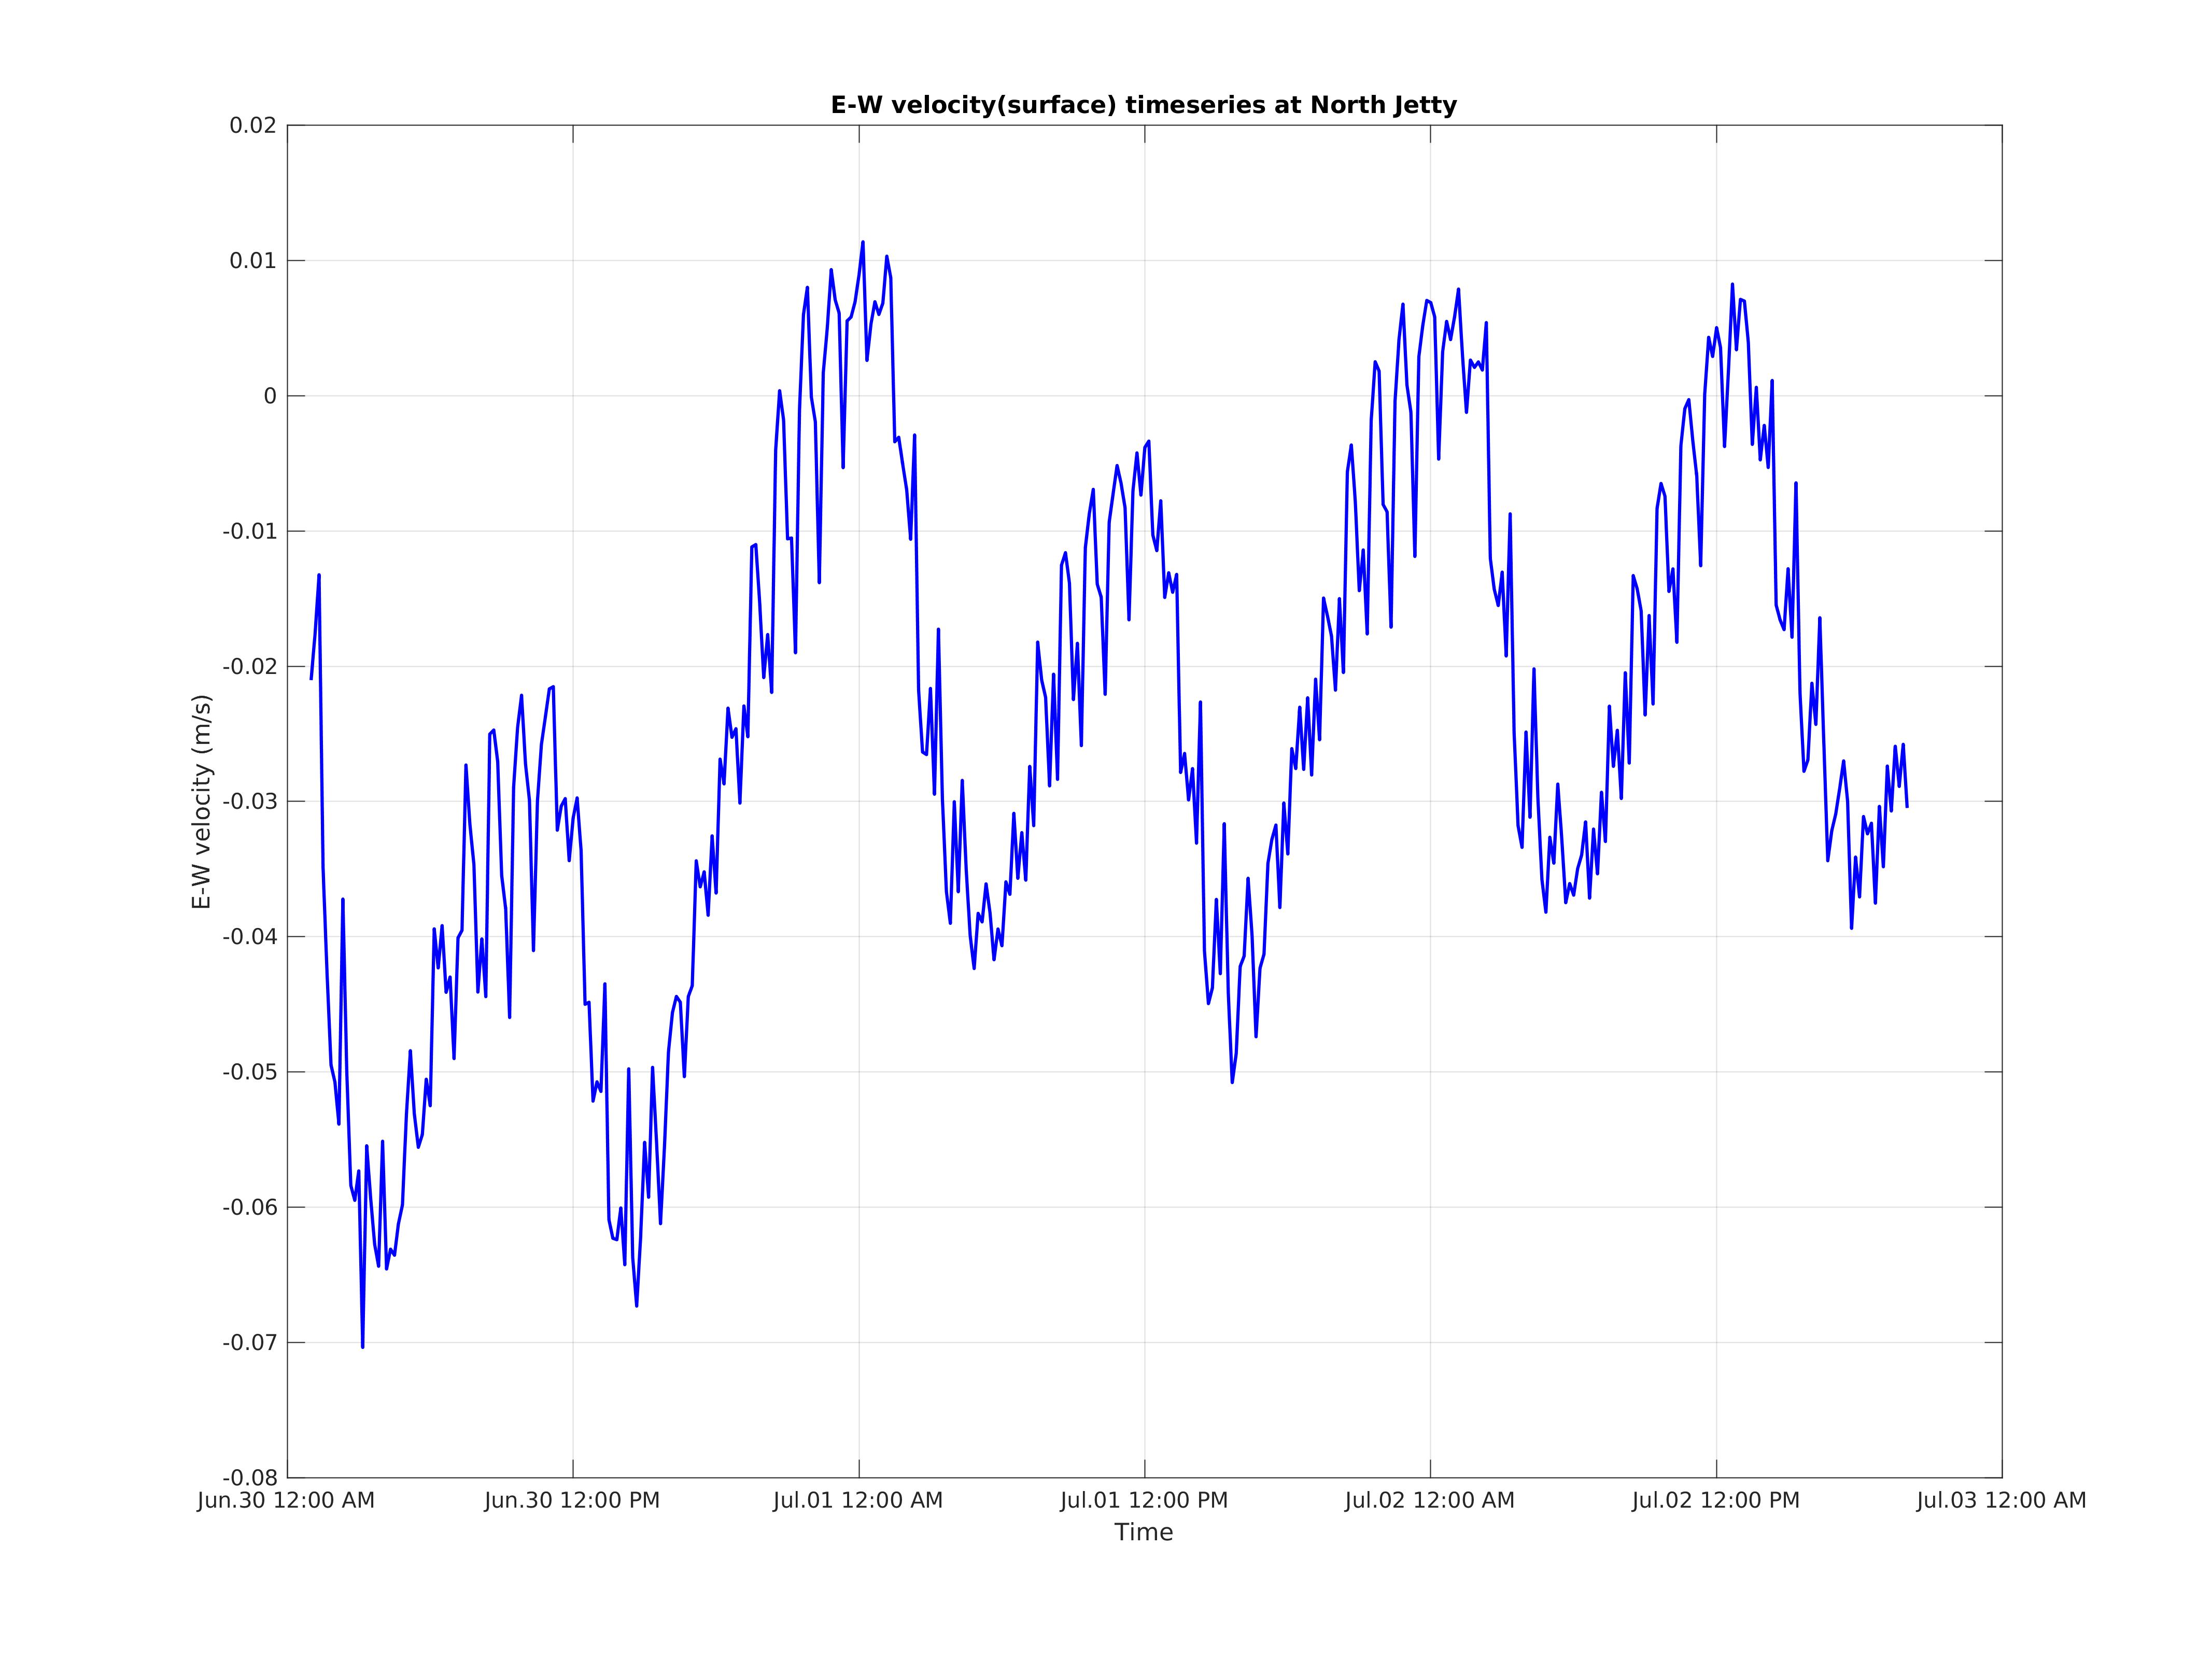 E-W velocity(surface) timeseries at North Jetty
0.02
0.01
0
-0.01
-0.02
-0.03
-0.04
-0.05
-0.06
-0.07
-0.08
E-W velocity (m/s)
Jun.30 12:00 AM Jun.30 12:00 PM Jul.01 12:00 AM Jul.01 12:00 PM Jul.02 12:00 AM Jul.02 12:00 PM Jul.03 12:00 AM
Time